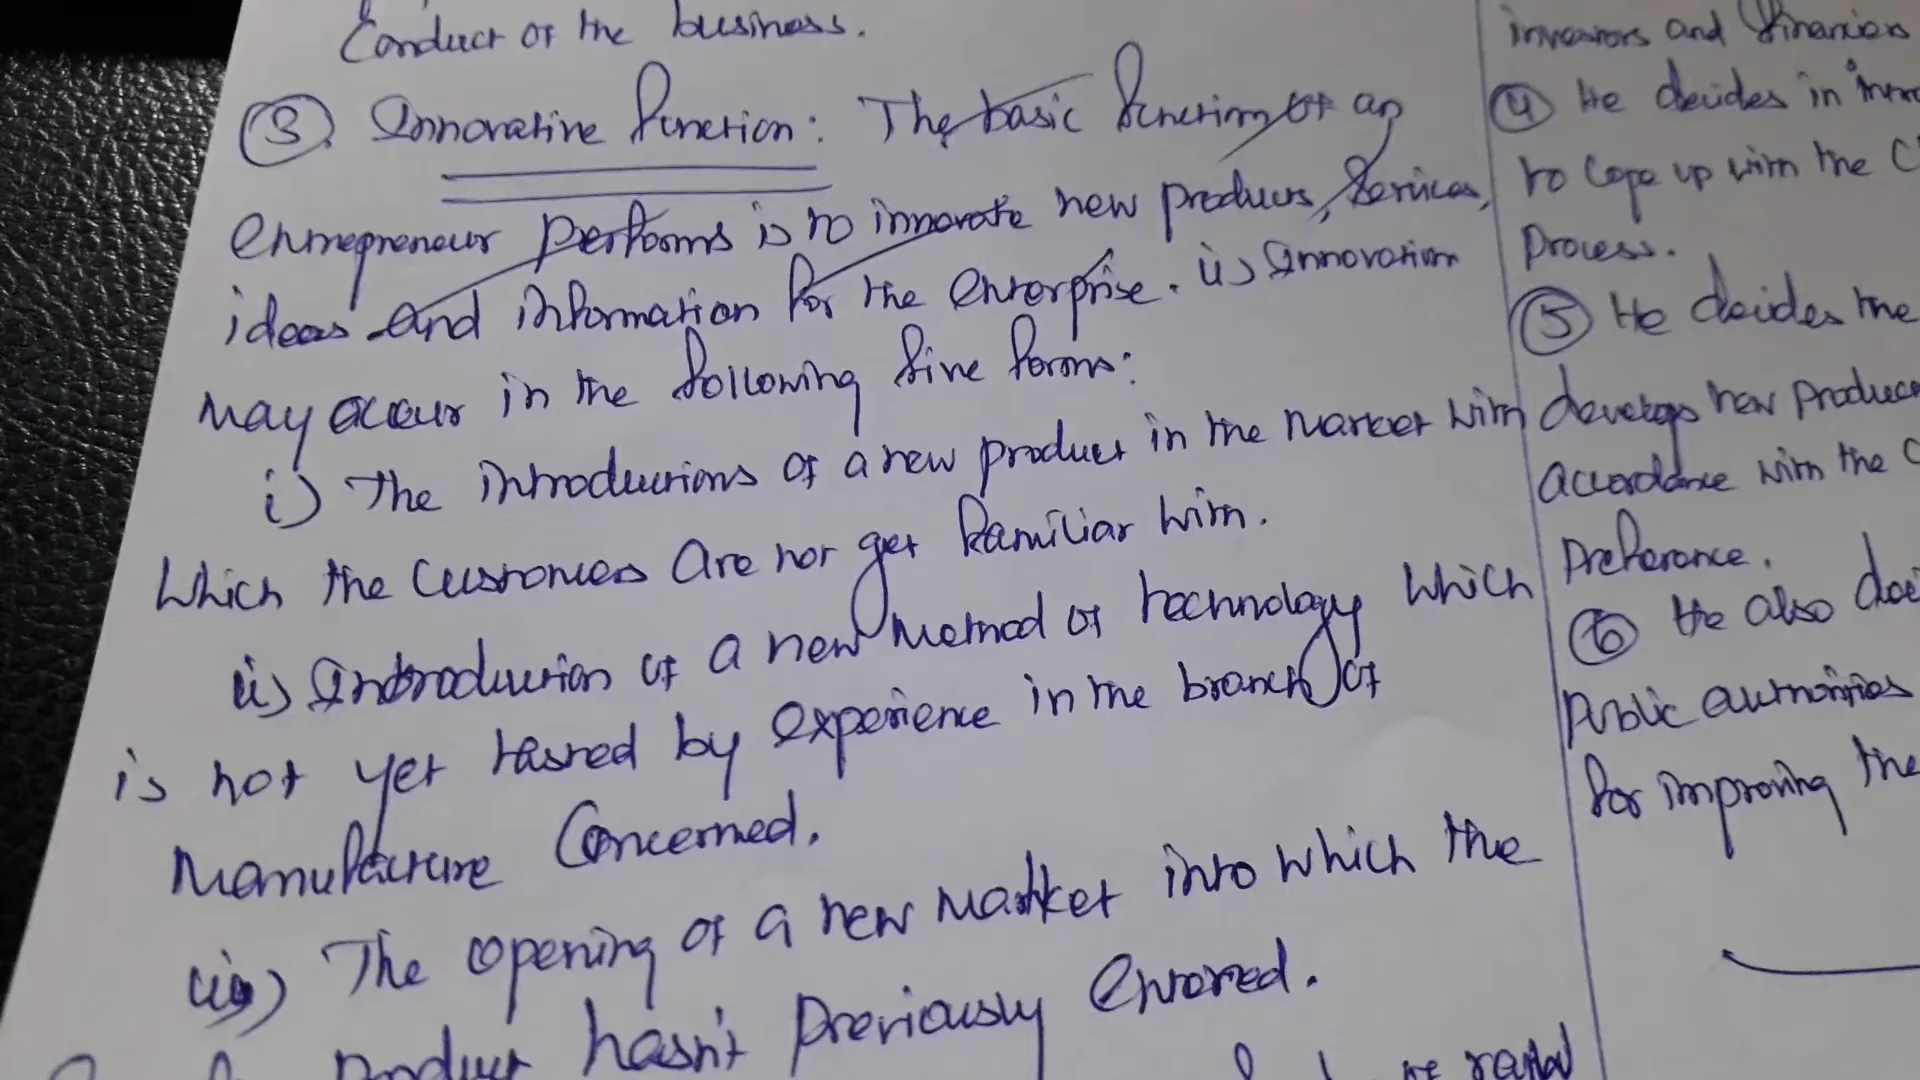 Conduct of the business.
③. Innovative function: The basic function of an
entrepreneur performs is to innovate new products, services,
ideas and information for the enterprise. ii) Innovation
may occur in the following five forms:
i) The introductions of a new product in the market with
which the customers are not get familiar with.
ii) Introduction of a new method of technology which
is not yet tasted by experience in the branch of
manufacture concerned.
iii) The opening of a new market into which the
product hasn't previously entered.
investors and
④ He decides in
to cope up with the
process.
⑤ He decides the
develops new
accordance with the
preference.
⑥ He also
public authorities
for improving the